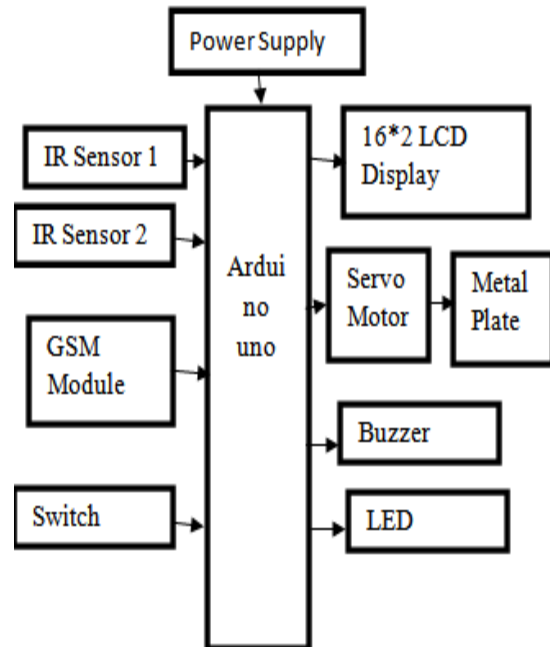 Power Supply
IR Sensor 1
IR Sensor 2
GSM
Module
Switch
Ardui
no
uno
16*2 LCD
Display
Servo
Motor
Metal
Plate
Buzzer
LED